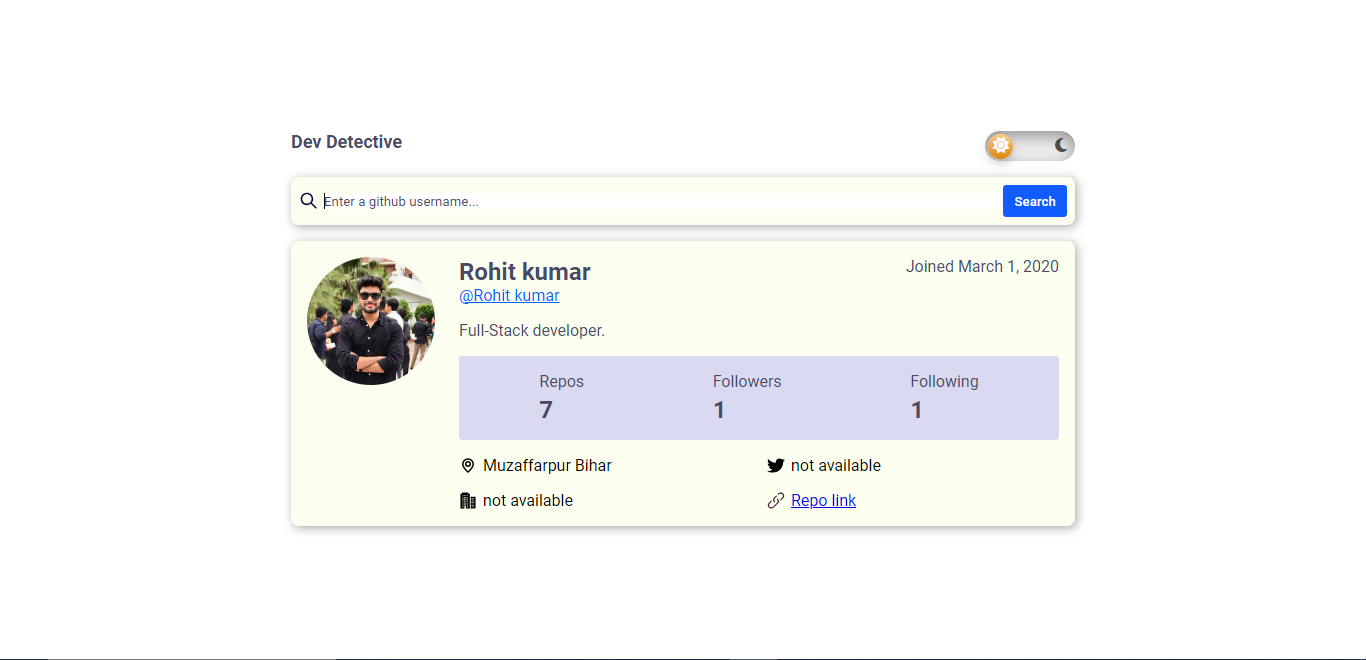 Dev Detective
Enter a github username...
Search
Rohit kumar
Joined March 1, 2020
@Rohit kumar
Full-Stack developer.
Repos Followers Following
7 1 1
Muzaffarpur Bihar not available
not available Repo link